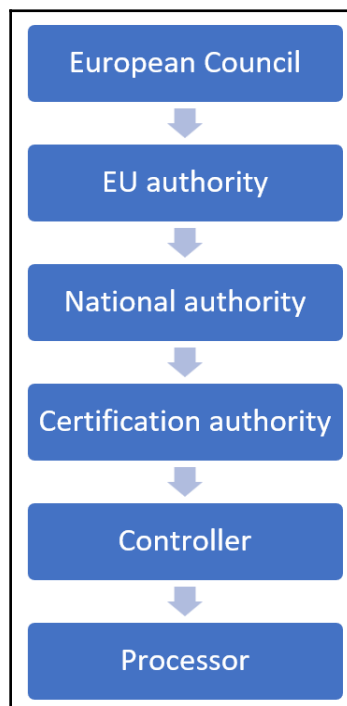 European Council
EU authority
National authority
Certification authority
Controller
Processor